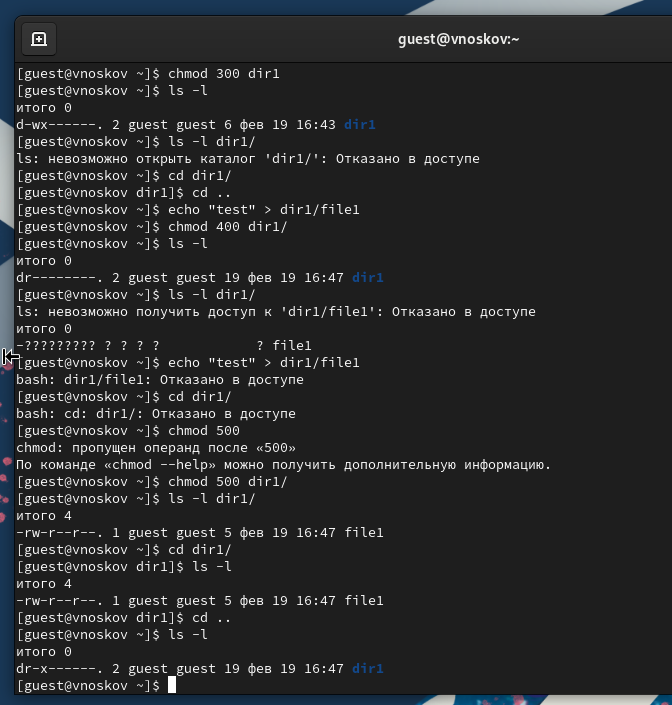 guest@vnoskov:~
[guest@vnoskov ~]$ chmod 300 dir1
[guest@vnoskov ~]$ ls -l
итого 0
d-wx------. 2 guest guest 6 фев 19 16:43 dir1
[guest@vnoskov ~]$ ls -l dir1/
ls: невозможно открыть каталог 'dir1/': Отказано в доступе
[guest@vnoskov ~]$ cd dir1/
[guest@vnoskov dir1]$ cd ..
[guest@vnoskov ~]$ echo "test" > dir1/file1
[guest@vnoskov ~]$ chmod 400 dir1/
[guest@vnoskov ~]$ ls -l
итого 0
dr--------. 2 guest guest 19 фев 19 16:47 dir1
[guest@vnoskov ~]$ ls -l dir1/
ls: невозможно получить доступ к 'dir1/file1': Отказано в доступе
итого 0
-????????? ? ? ? ?            ? file1
[guest@vnoskov ~]$ echo "test" > dir1/file1
bash: dir1/file1: Отказано в доступе
[guest@vnoskov ~]$ cd dir1/
bash: cd: dir1/: Отказано в доступе
[guest@vnoskov ~]$ chmod 500
chmod: пропущен операнд после «500»
По команде «chmod --help» можно получить дополнительную информацию.
[guest@vnoskov ~]$ chmod 500 dir1/
[guest@vnoskov ~]$ ls -l dir1/
итого 4
-rw-r--r--. 1 guest guest 5 фев 19 16:47 file1
[guest@vnoskov ~]$ cd dir1/
[guest@vnoskov dir1]$ ls -l
итого 4
-rw-r--r--. 1 guest guest 5 фев 19 16:47 file1
[guest@vnoskov dir1]$ cd ..
[guest@vnoskov ~]$ ls -l
итого 0
dr-x------. 2 guest guest 19 фев 19 16:47 dir1
[guest@vnoskov ~]$